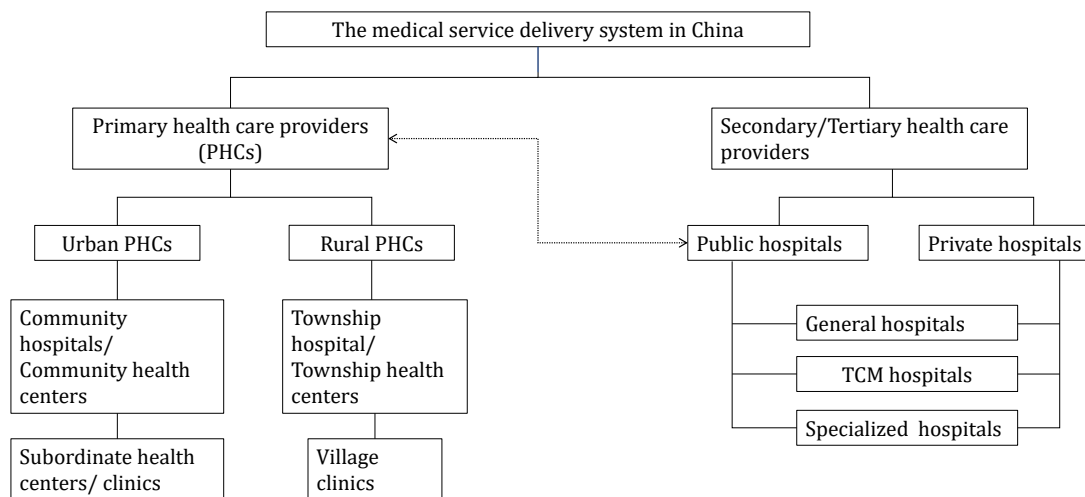 The medical service delivery system in China
Primary health care providers
(PHCs)
Secondary/Tertiary health care
providers
Urban PHCs
Rural PHCs
Public hospitals
Private hospitals
Community
hospitals/
Community health
centers
Township
hospital/
Township health
centers
General hospitals
TCM hospitals
Specialized hospitals
Subordinate health
centers/ clinics
Village
clinics